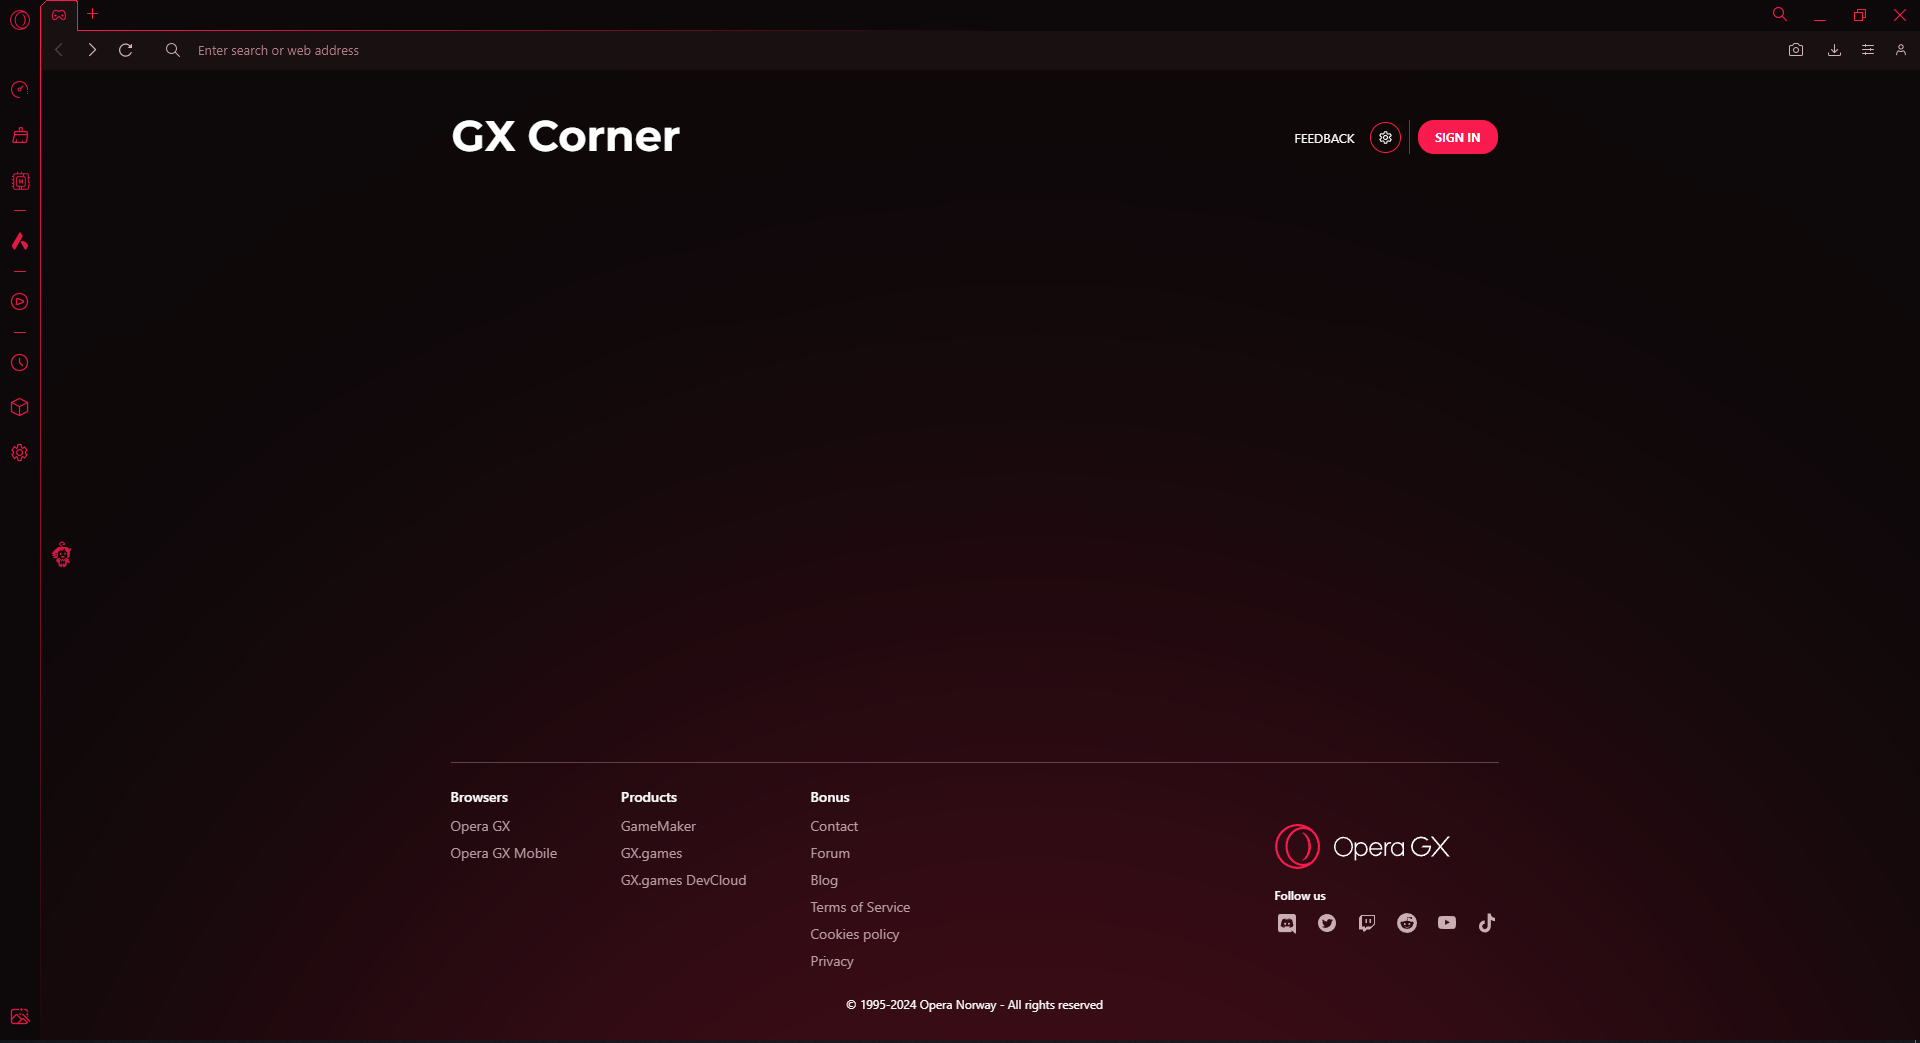 Enter search or web address
GX Corner
FEEDBACK
SIGN IN
Browsers
Opera GX
Opera GX Mobile
Products
GameMaker
GX.games
GX.games DevCloud
Bonus
Contact
Forum
Blog
Terms of Service
Cookies policy
Privacy
Opera GX
Follow us
© 1995-2024 Opera Norway - All rights reserved